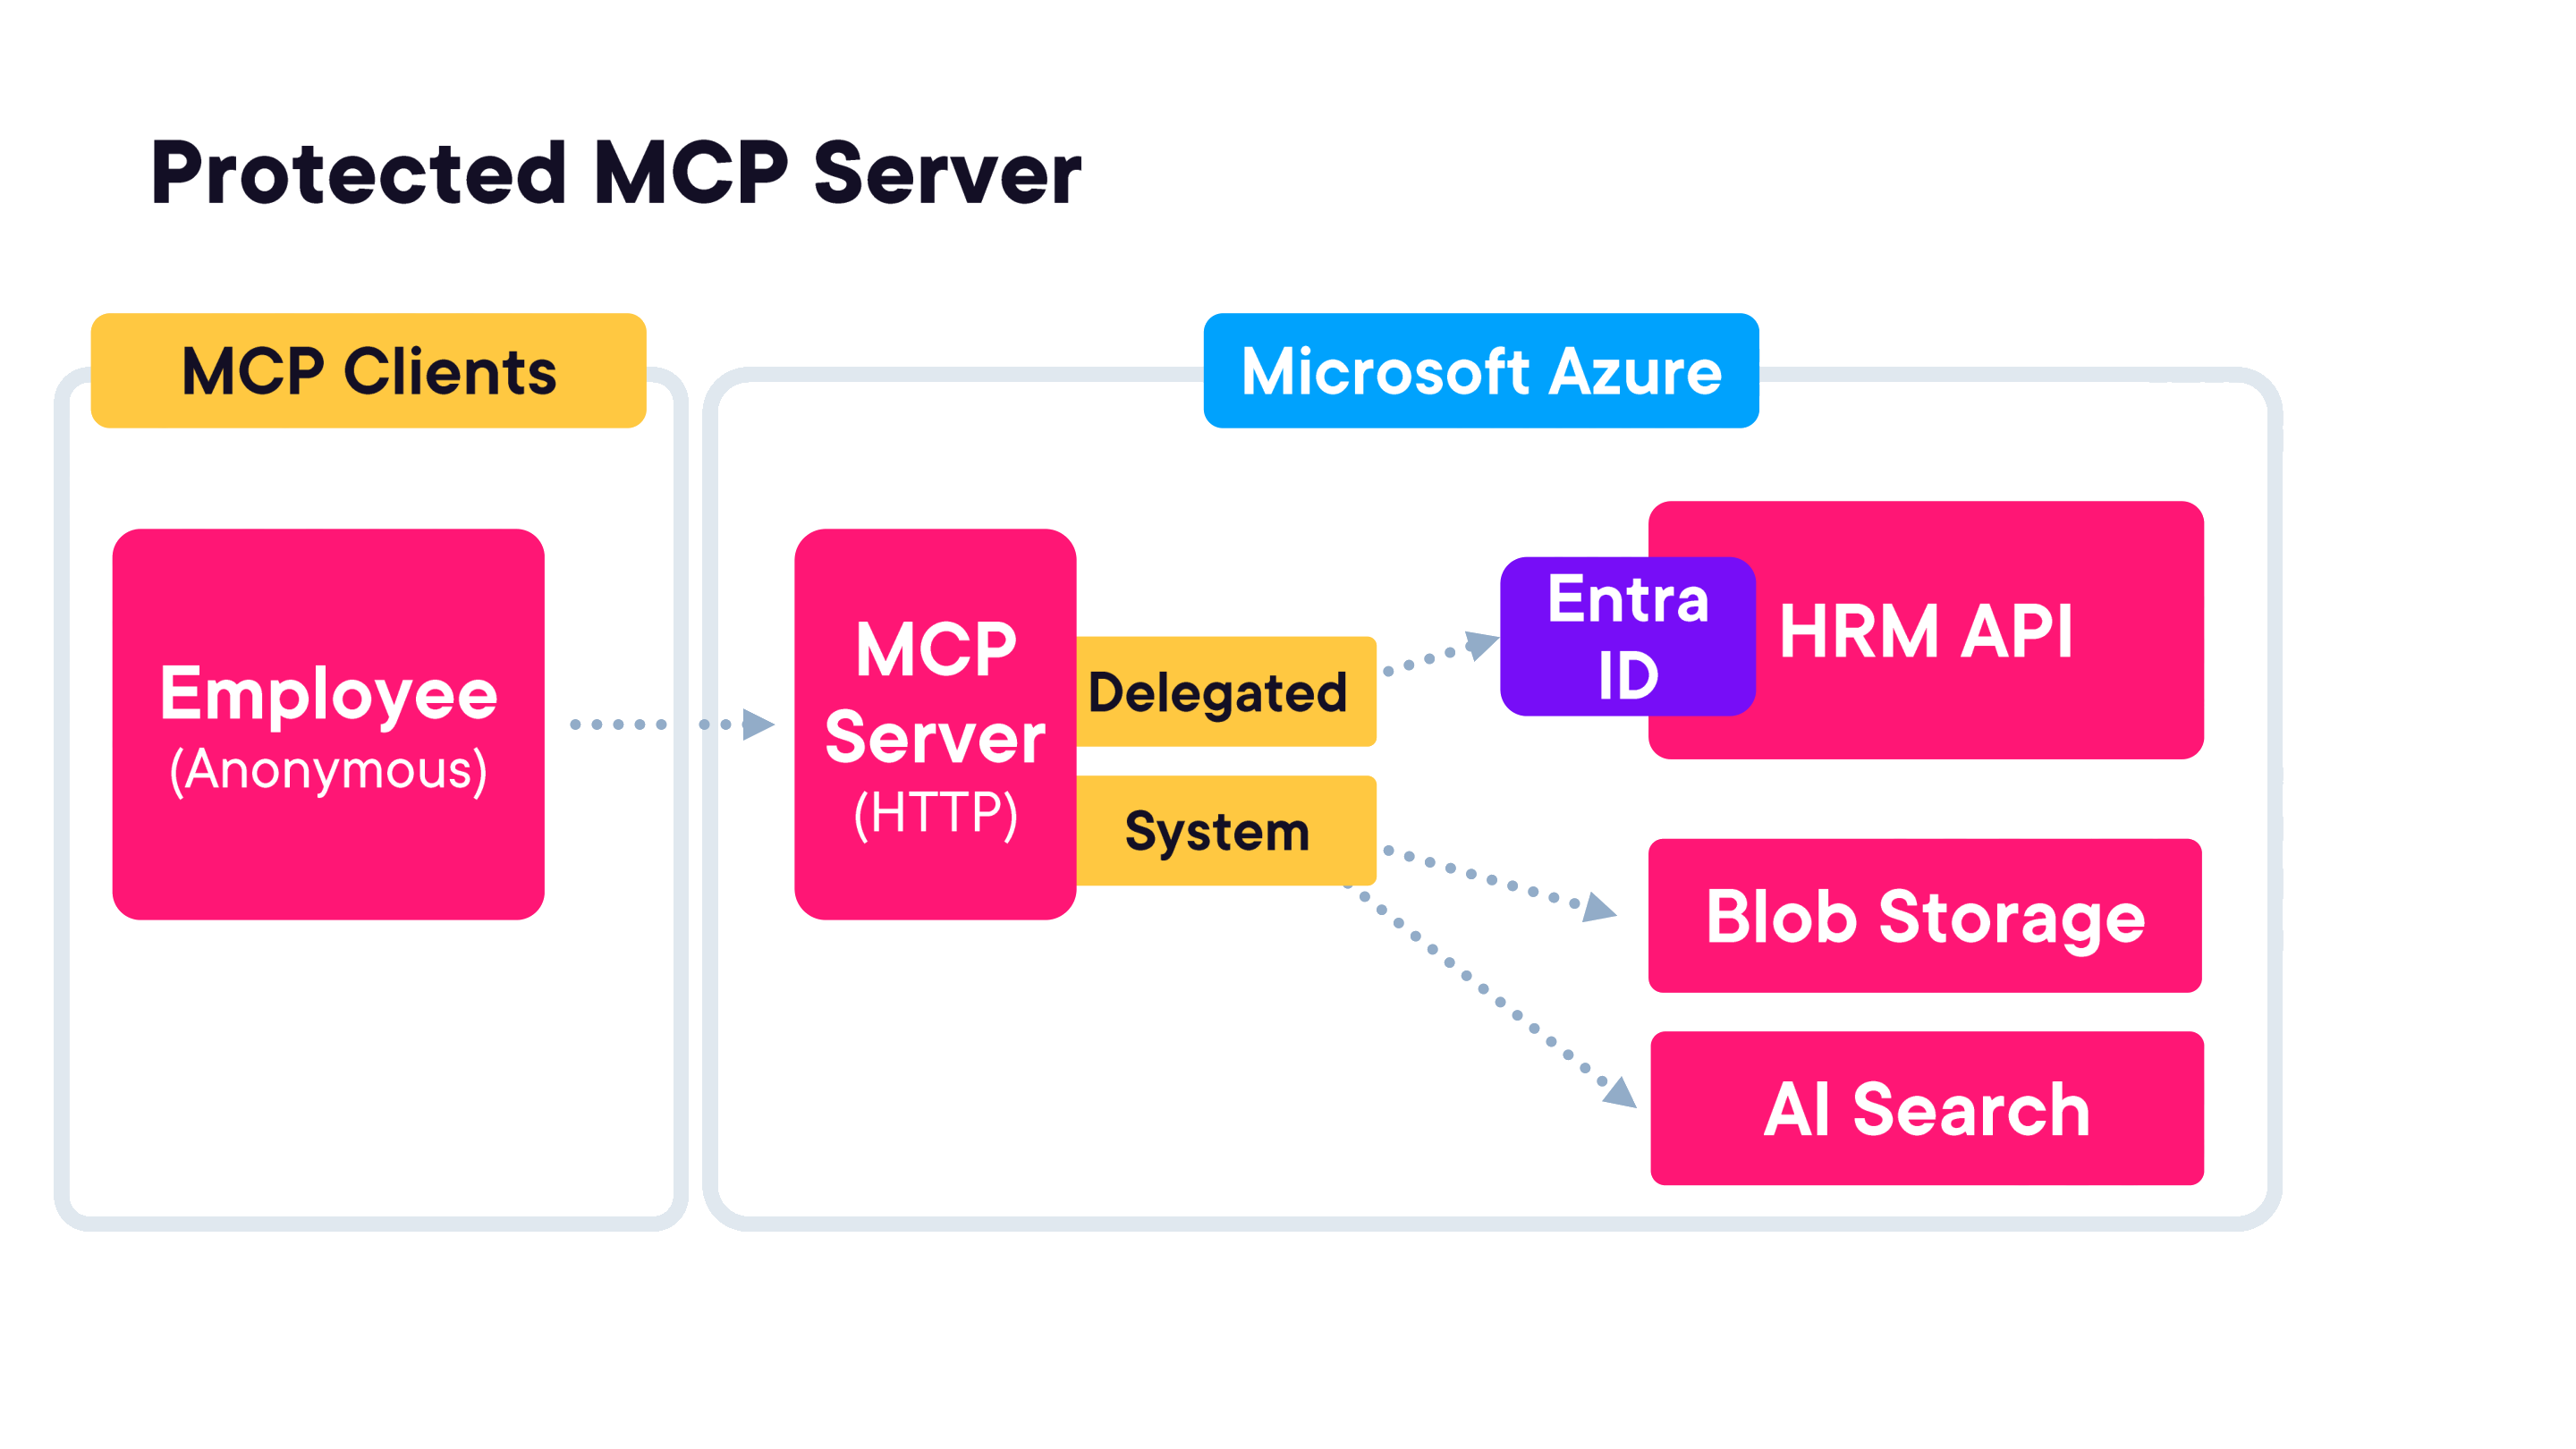 Protected MCP Server
MCP Clients
Microsoft Azure
Employee
(Anonymous)
MCP
Server
(HTTP)
Delegated
System
Entra
ID
HRM API
Blob Storage
AI Search